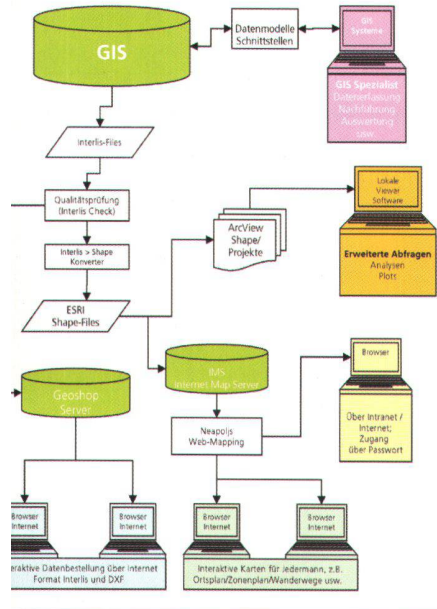 GIS
Datenmodelle
Schnittstellen
GIS
Systeme
GIS Spezialist
Datenerfassung
Nachführung
Auswertung
usw.
Interlis-Files
Qualitätsprüfung
(Interlis Check)
Interlis > Shape
Konverter
ArcView
Shape/
Projekte
Lokale
Viewer
Software
Erweiterte Abfragen
Analysen
Plots
ESRI
Shape-Files
IMS
Internet Map Server
Browser
Geoshop
Server
Neapoljs
Web-Mapping
Über Intranet /
Internet;
Zugang
über Passwort
Browser
Internet
Browser
Internet
Browser
Internet
Browser
Internet
eraktive Datenbestellung über Internet
Format Interlis und DXF
Interaktive Karten für Jedermann, z.B.
Ortsplan/Zonenplan/Wanderwege usw.